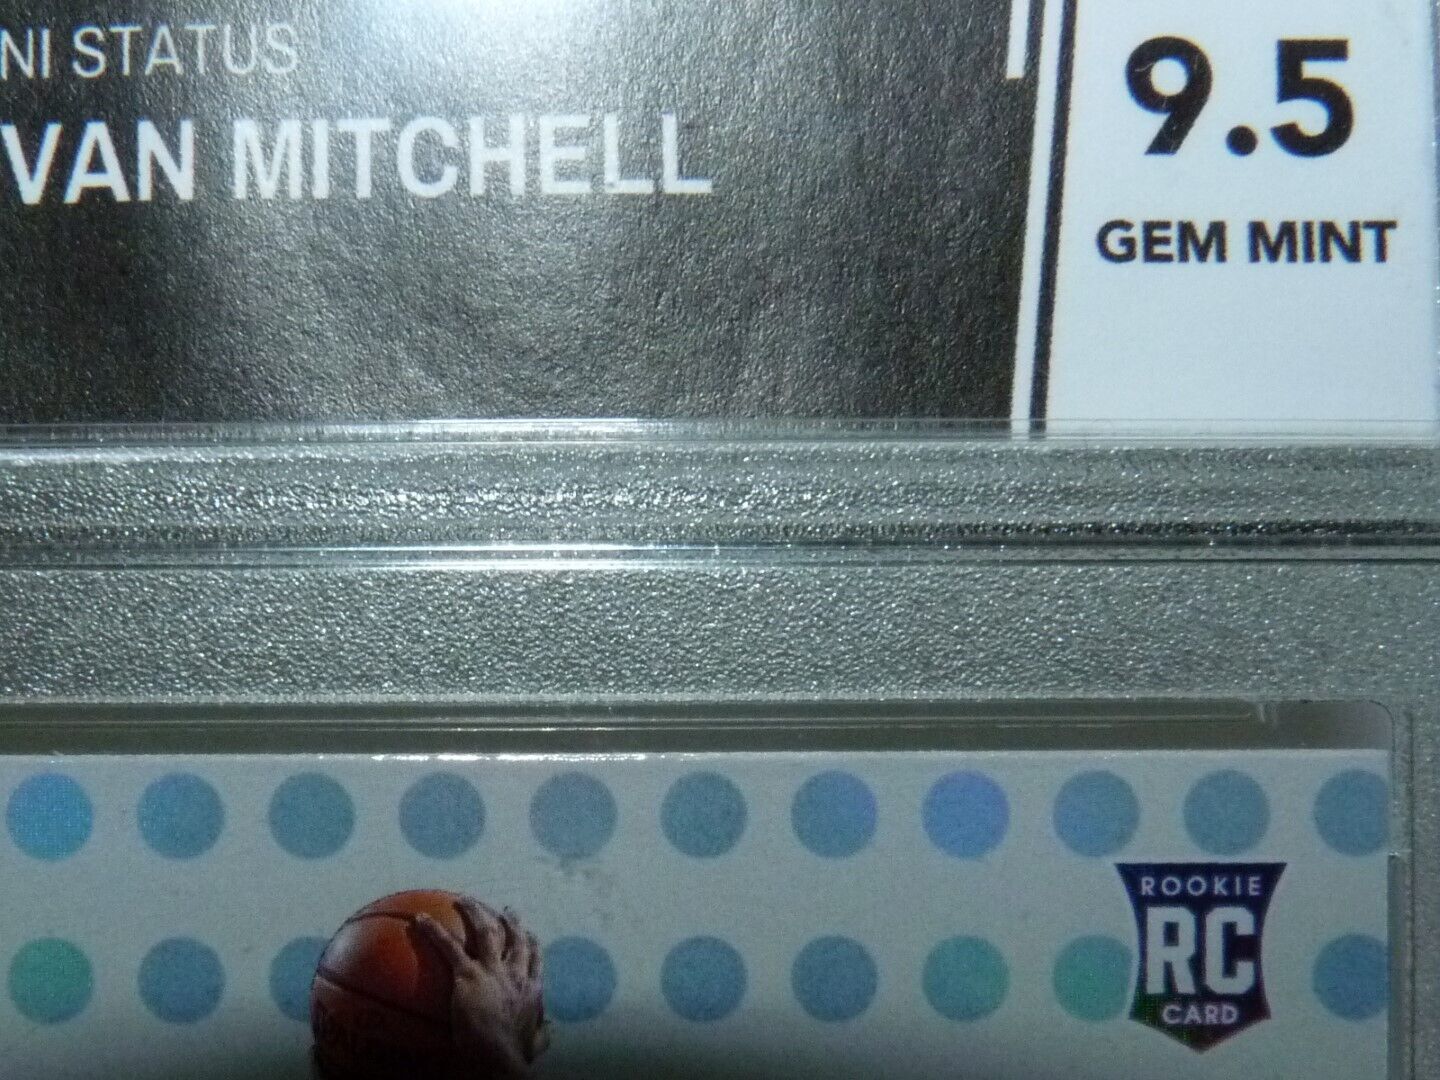 NI STATUS
VAN MITCHELL
9.5
GEM MINT
ROOKIE
RC
CARD